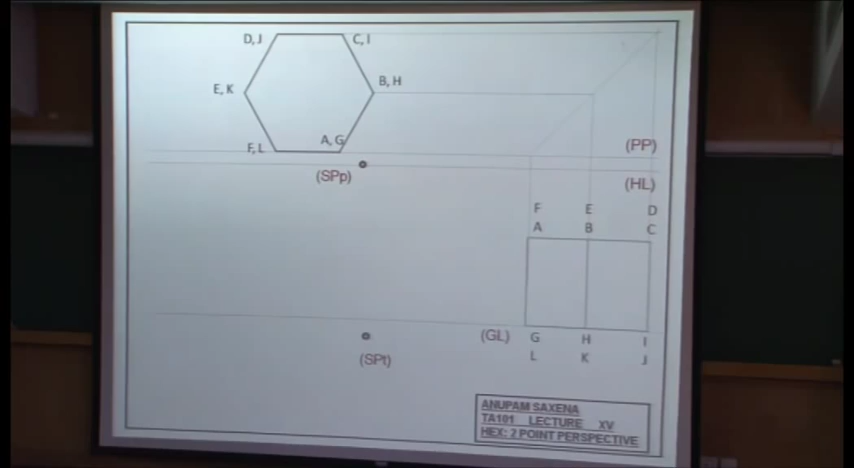 D, J
C, I
E, K
B, H
A, G
F, L
(PP)
(SPp)
(HL)
F E D
A B C
(GL)
G H I
L K J
(SPt)
ANUPAM SAXENA
TA101 LECTURE XV
HEX: 2 POINT PERSPECTIVE